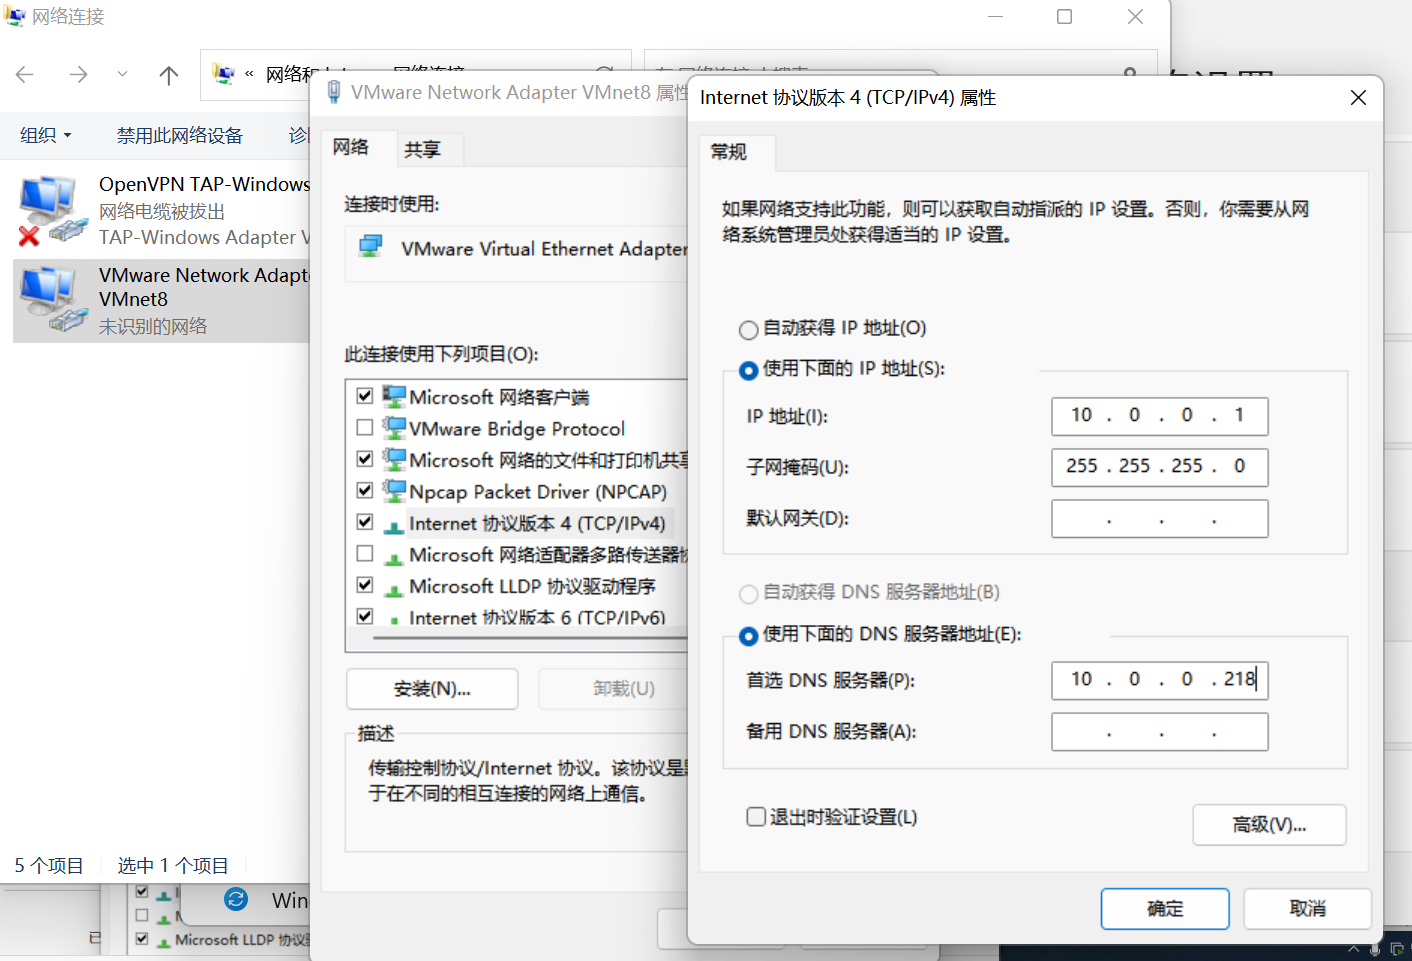 网络连接
« 网络和
组织
禁用此网络设备
OpenVPN TAP-Windows
网络电缆被拔出
TAP-Windows Adapter V
VMware Network Adapte
VMnet8
未识别的网络
5 个项目
选中 1 个项目
VMware Network Adapter VMnet8 属性
网络
共享
连接时使用:
VMware Virtual Ethernet Adapter
此连接使用下列项目(O):
Microsoft 网络客户端
VMware Bridge Protocol
Microsoft 网络的文件和打印机共享
Npcap Packet Driver (NPCAP)
Internet 协议版本 4 (TCP/IPv4)
Microsoft 网络适配器多路传送器协
Microsoft LLDP 协议驱动程序
Internet 协议版本 6 (TCP/IPv6)
安装(N)...
卸载(U)
描述
传输控制协议/Internet 协议。该协议是
于在不同的相互连接的网络上通信。
Internet 协议版本 4 (TCP/IPv4) 属性
常规
如果网络支持此功能，则可以获取自动指派的 IP 设置。否则，你需要从网
络系统管理员处获得适当的 IP 设置。
自动获得 IP 地址(O)
使用下面的 IP 地址(S):
IP 地址(I):
10 . 0 . 0 . 1
子网掩码(U):
255 . 255 . 255 . 0
默认网关(D):
. . .
自动获得 DNS 服务器地址(B)
使用下面的 DNS 服务器地址(E):
首选 DNS 服务器(P):
10 . 0 . 0 . 218
备用 DNS 服务器(A):
. . .
退出时验证设置(L)
高级(V)...
确定
取消
Win
Microsoft LLDP 协议